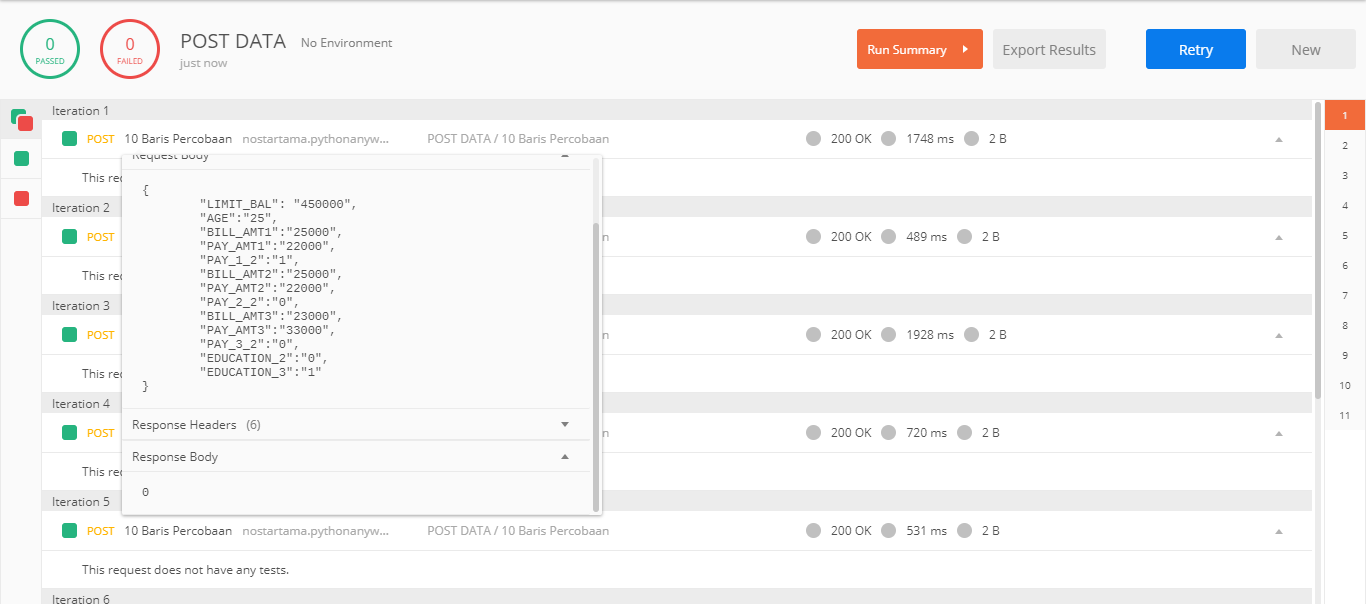 0
PASSED
0
FAILED
POST DATA No Environment
just now
Run Summary
Export Results
Retry
New
Iteration 1
POST 10 Baris Percobaan nostartama.pythonanyw... POST DATA / 10 Baris Percobaan 200 OK 1748 ms 2 B
Request Body
This req
{
"LIMIT_BAL": "450000",
"AGE":"25",
"BILL_AMT1":"25000",
"PAY_AMT1":"22000",
"PAY_1_2":"1",
"BILL_AMT2":"25000",
"PAY_AMT2":"22000",
"PAY_2_2":"0",
"BILL_AMT3":"23000",
"PAY_AMT3":"33000",
"PAY_3_2":"0",
"EDUCATION_2":"0",
"EDUCATION_3":"1"
}
Response Headers (6)
Response Body
0
Iteration 2
POST n 200 OK 489 ms 2 B
This req
Iteration 3
POST n 200 OK 1928 ms 2 B
This req
Iteration 4
POST n 200 OK 720 ms 2 B
This req
Iteration 5
POST 10 Baris Percobaan nostartama.pythonanyw... POST DATA / 10 Baris Percobaan 200 OK 531 ms 2 B
This request does not have any tests.
Iteration 6
1
2
3
4
5
6
7
8
9
10
11